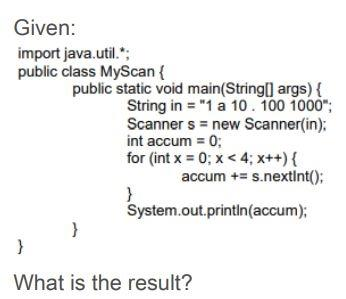 Given:
import java.util.*;
public class MyScan {
public static void main(String[] args) {
String in = "1 a 10 . 100 1000";
Scanner s = new Scanner(in);
int accum = 0;
for (int x = 0; x < 4; x++) {
accum += s.nextInt();
}
System.out.println(accum);
}
}
What is the result?